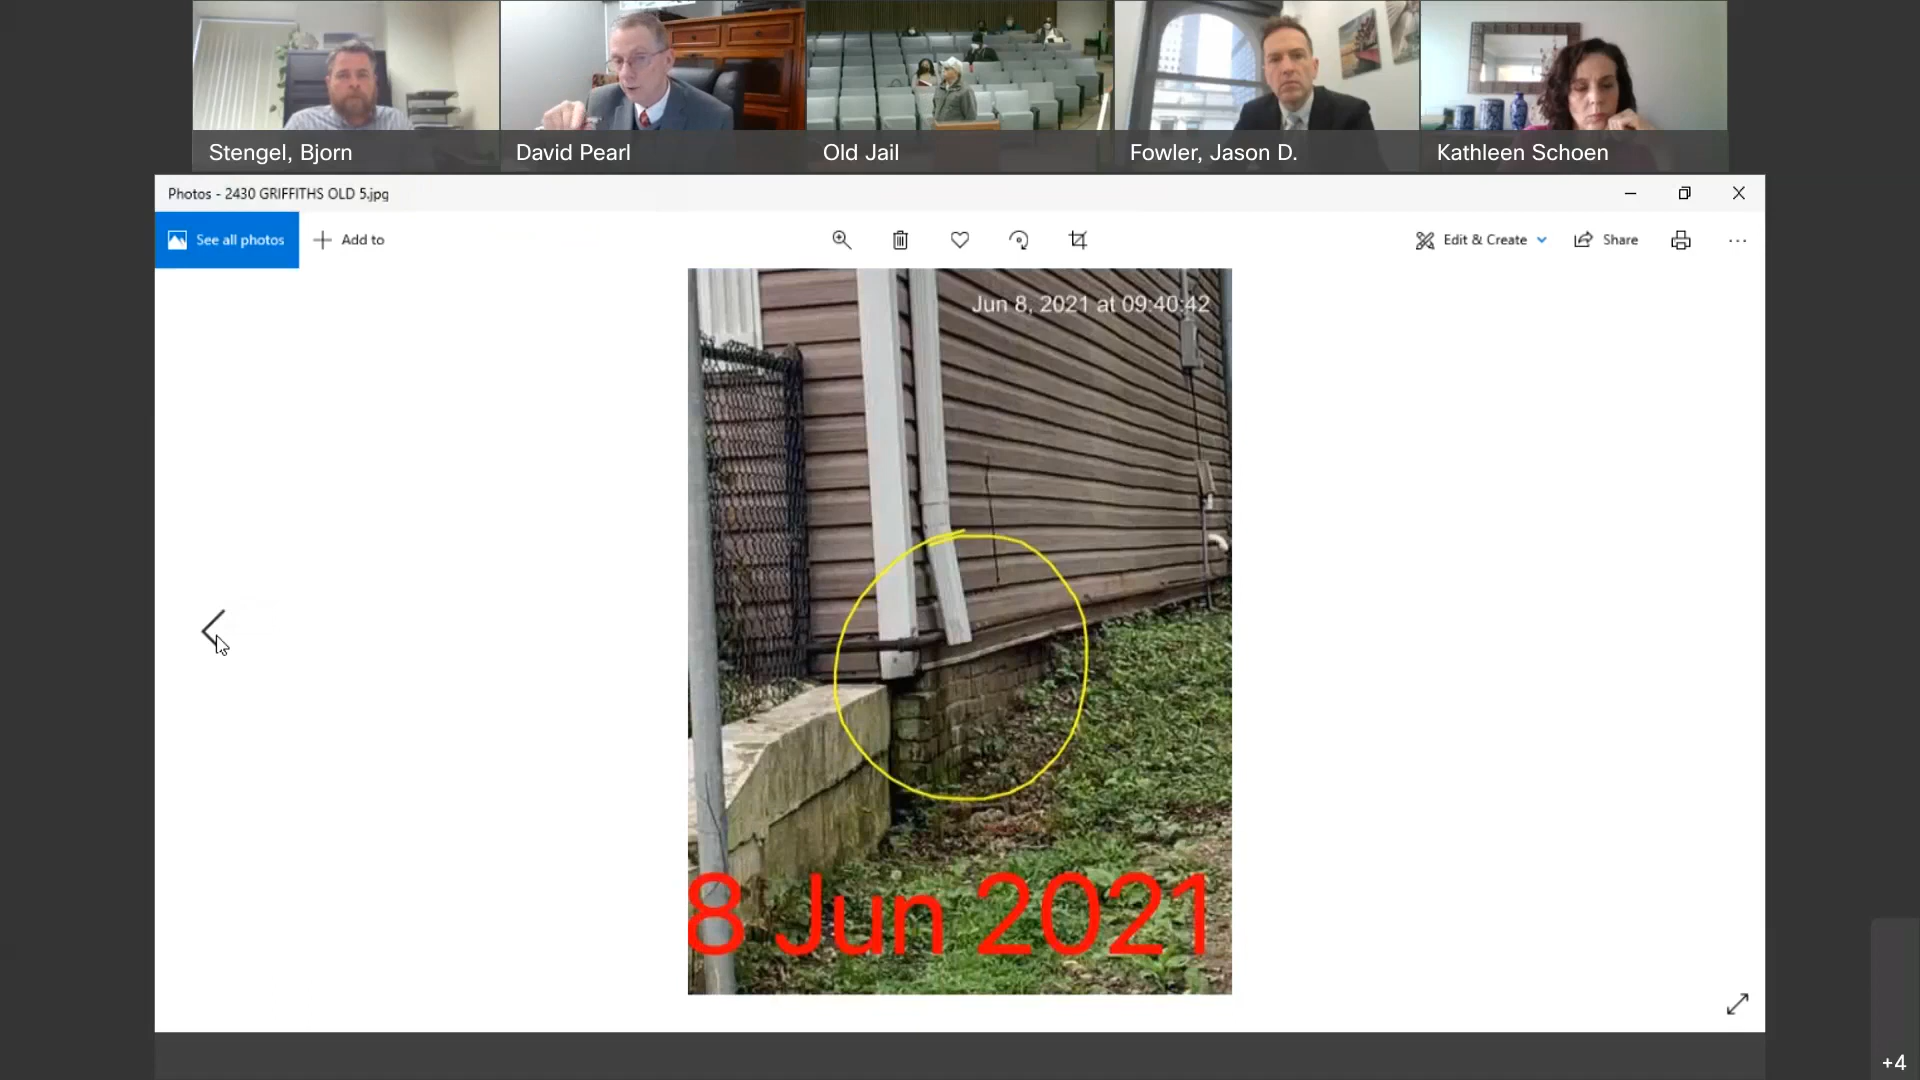 Stengel, Bjorn
David Pearl
Old Jail
Fowler, Jason D.
Kathleen Schoen
Photos - 2430 GRIFFITHS OLD 5.jpg
See all photos
Add to
Edit & Create
Share
Jun 8, 2021 at 09:40:42
8 Jun 2021
+4